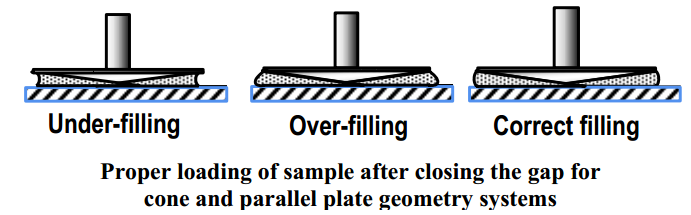 Under-filling
Over-filling
Correct filling
Proper loading of sample after closing the gap for
cone and parallel plate geometry systems